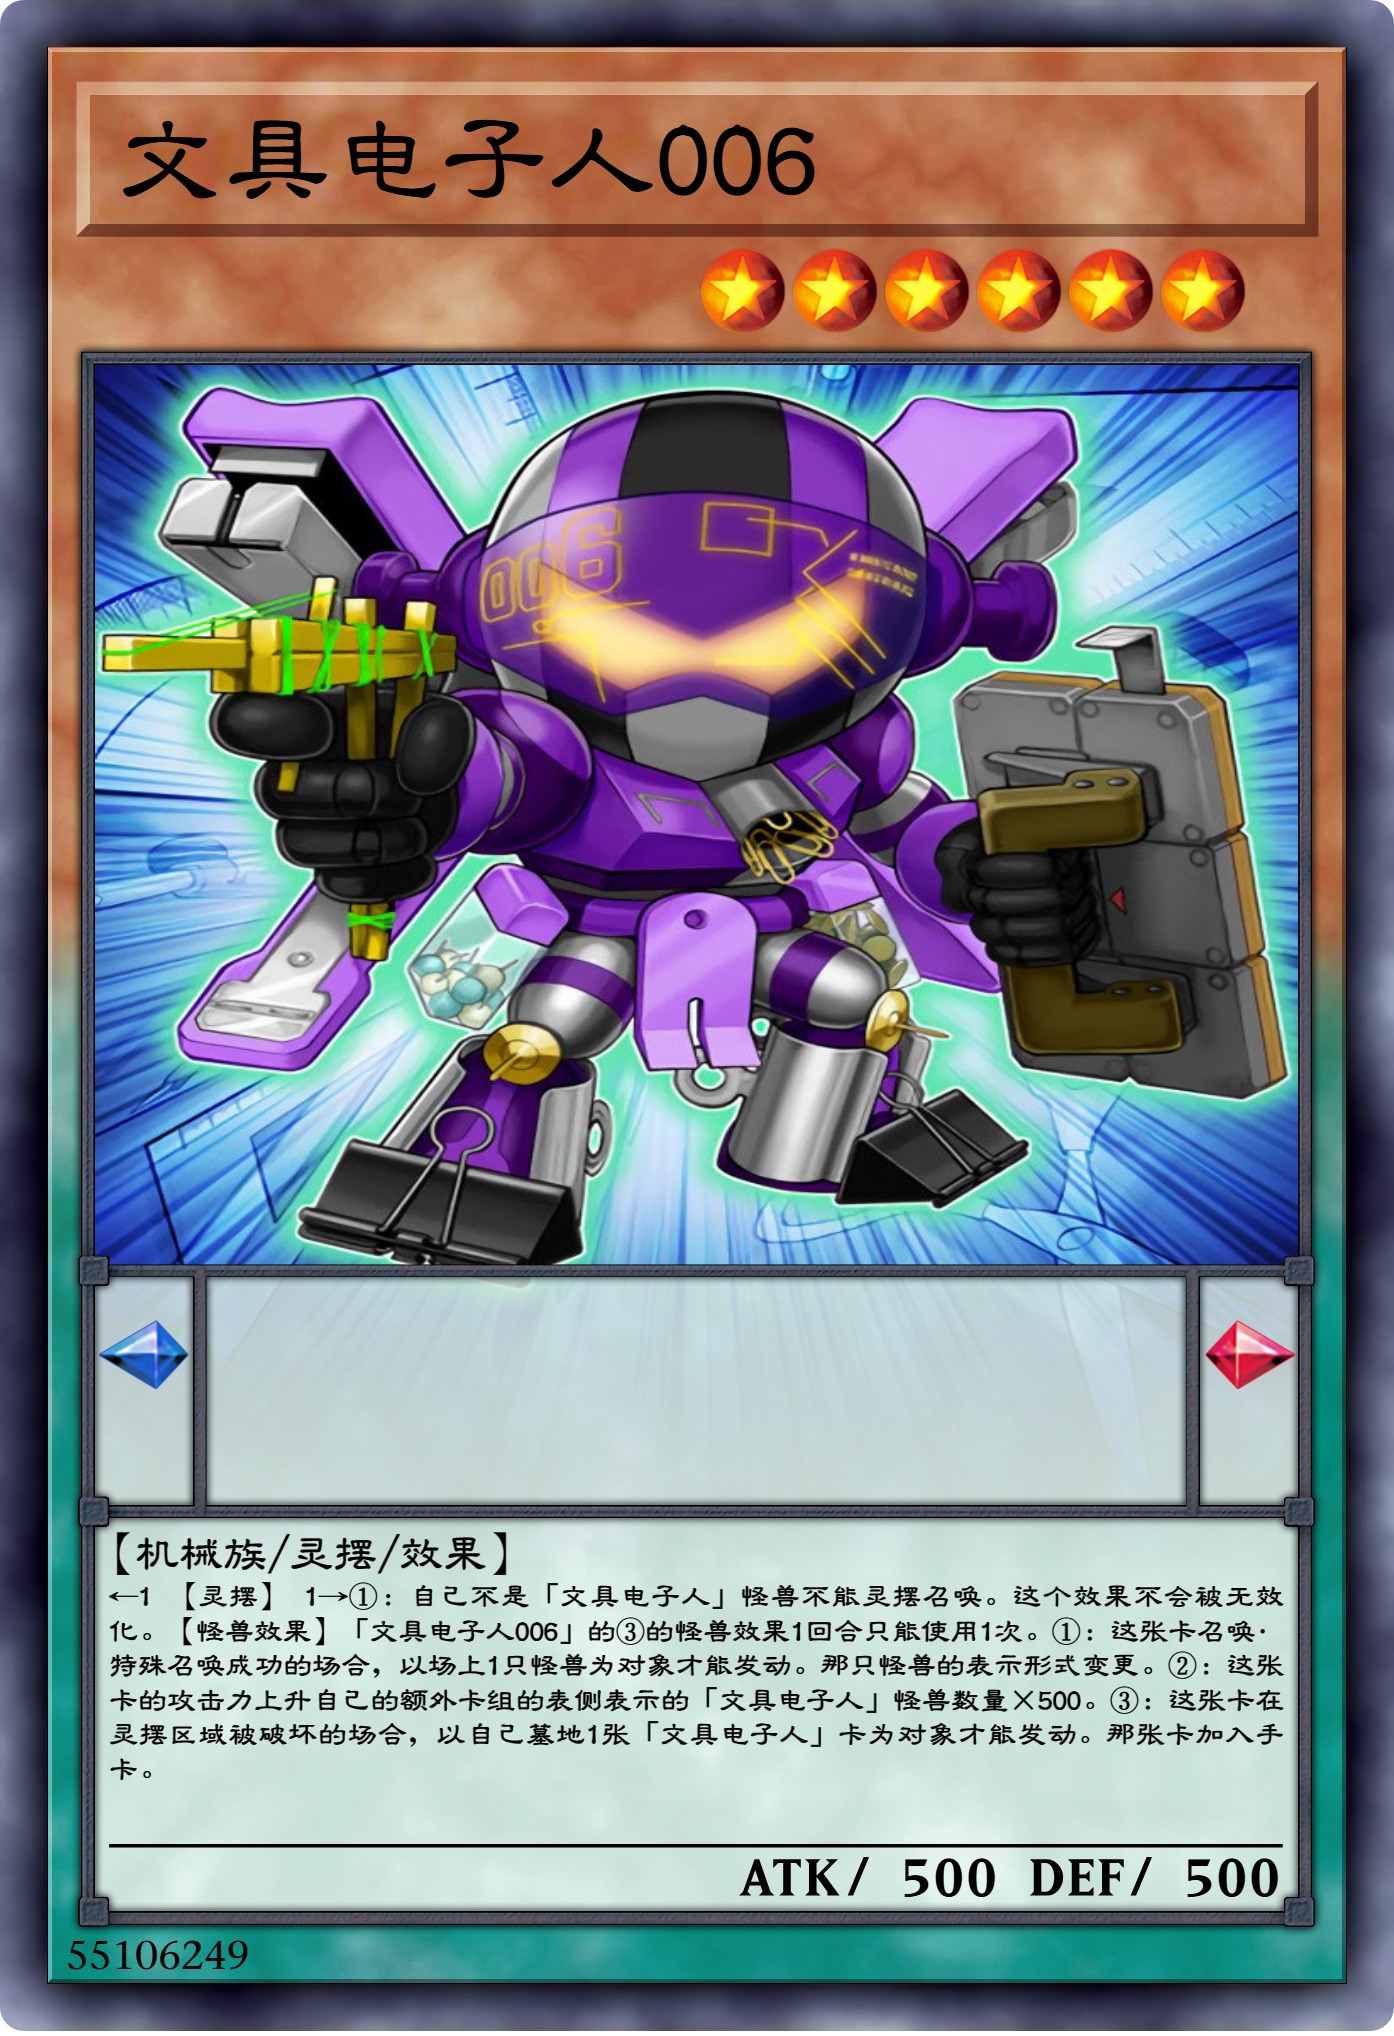 文具电子人006
006
【机械族/灵摆/效果】
←1 【灵摆】 1→①：自己不是「文具电子人」怪兽不能灵摆召唤。这个效果不会被无效
化。【怪兽效果】「文具电子人006」的③的怪兽效果1回合只能使用1次。①：这张卡召唤·
特殊召唤成功的场合，以场上1只怪兽为对象才能发动。那只怪兽的表示形式变更。②：这张
卡的攻击力上升自己的额外卡组的表侧表示的「文具电子人」怪兽数量×500。③：这张卡在
灵摆区域被破坏的场合，以自己墓地1张「文具电子人」卡为对象才能发动。那张卡加入手
卡。
ATK/ 500 DEF/ 500
55106249